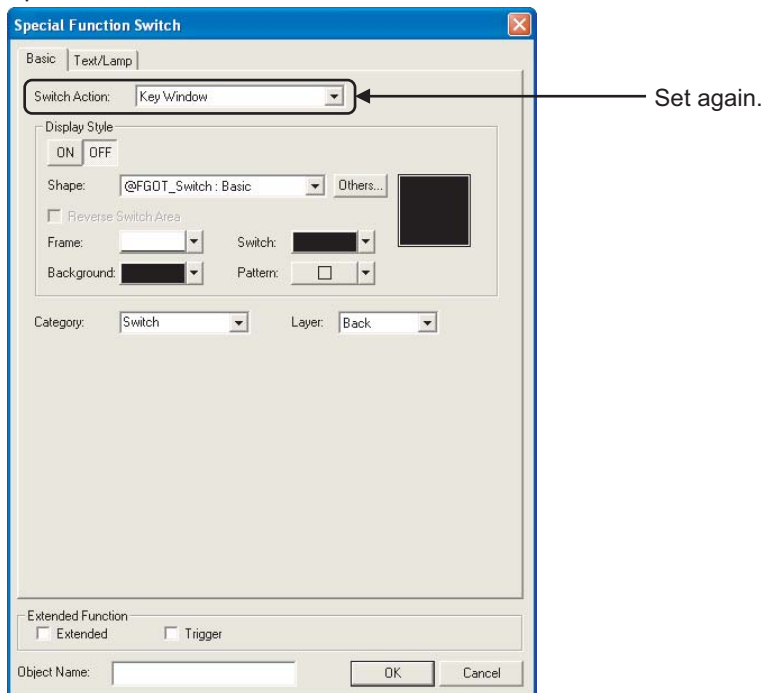 Special Function Switch
Basic Text/Lamp
Switch Action: Key Window
Set again.
Display Style
ON OFF
Shape: @FGOT_Switch : Basic Others...
Reverse Switch Area
Frame: Switch:
Background: Pattern:
Category: Switch Layer: Back
Extended Function
Extended Trigger
Object Name: OK Cancel